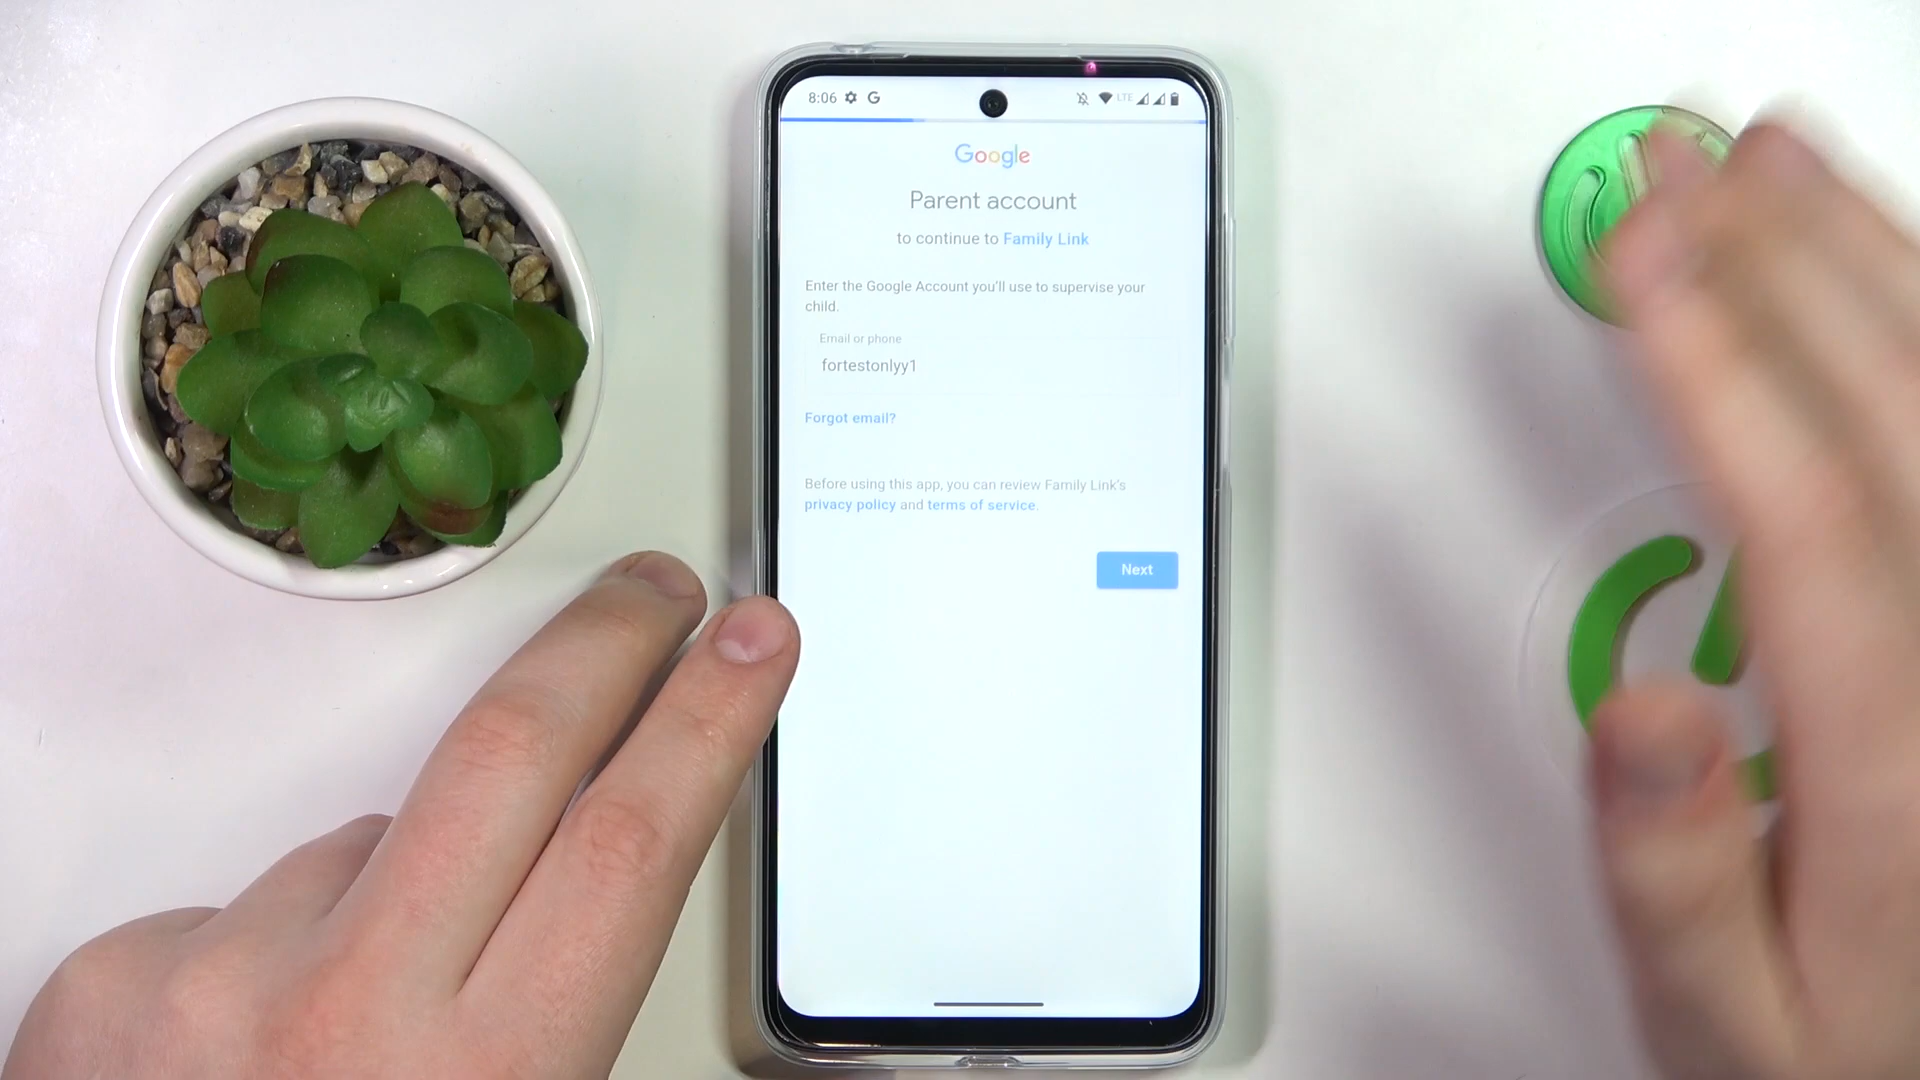 8:06
LTE
Google
Parent account
to continue to Family Link
Enter the Google Account you'll use to supervise your
child.
Email or phone
fortestonlyy1
Forgot email?
Before using this app, you can review Family Link's
privacy policy and terms of service.
Next